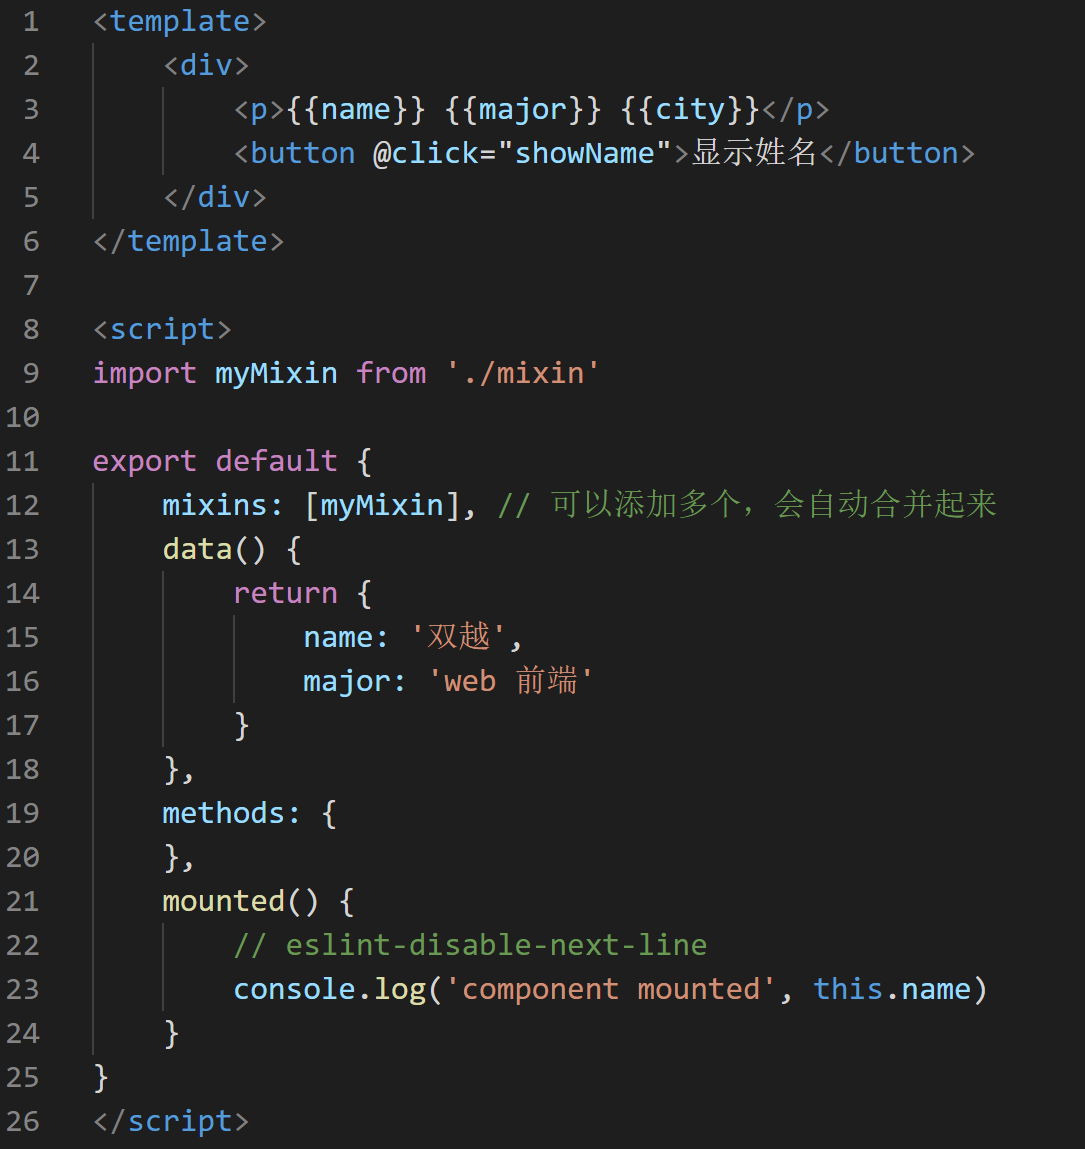 1 <template>
2     <div>
3         <p>{{name}} {{major}} {{city}}</p>
4         <button @click="showName">显示姓名</button>
5     </div>
6 </template>
7
8 <script>
9 import myMixin from './mixin'
10
11 export default {
12     mixins: [myMixin], // 可以添加多个，会自动合并起来
13     data() {
14         return {
15             name: '双越',
16             major: 'web 前端'
17         }
18     },
19     methods: {
20     },
21     mounted() {
22         // eslint-disable-next-line
23         console.log('component mounted', this.name)
24     }
25 }
26 </script>